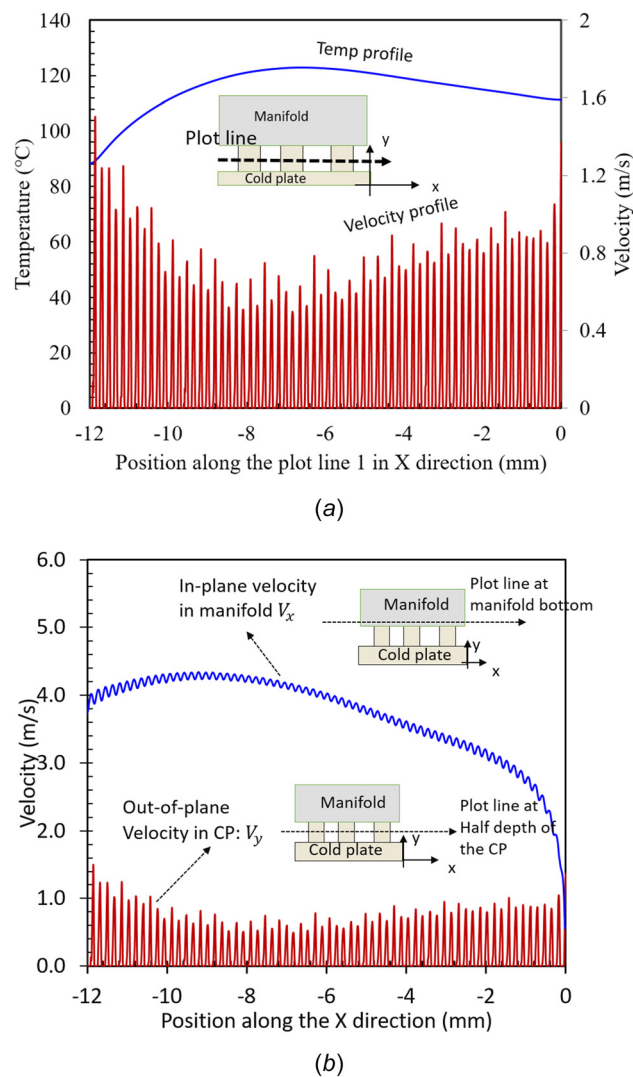 140
120
100
80
60
40
20
0
Temperature (°C)
2
1.6
1.2
0.8
0.4
0
Velocity (m/s)
Temp profile
Manifold
Plot line
y
Cold plate
x
Velocity profile
-12
-10
-8
-6
-4
-2
0
Position along the plot line 1 in X direction (mm)
(a)
6.0
5.0
4.0
3.0
2.0
1.0
0.0
Velocity (m/s)
In-plane velocity
in manifold Vx
Plot line at
manifold bottom
Manifold
y
Cold plate
x
Out-of-plane
Velocity in CP: Vy
Manifold
Plot line at
Half depth of
the CP
y
Cold plate
x
-12
-10
-8
-6
-4
-2
0
Position along the X direction (mm)
(b)